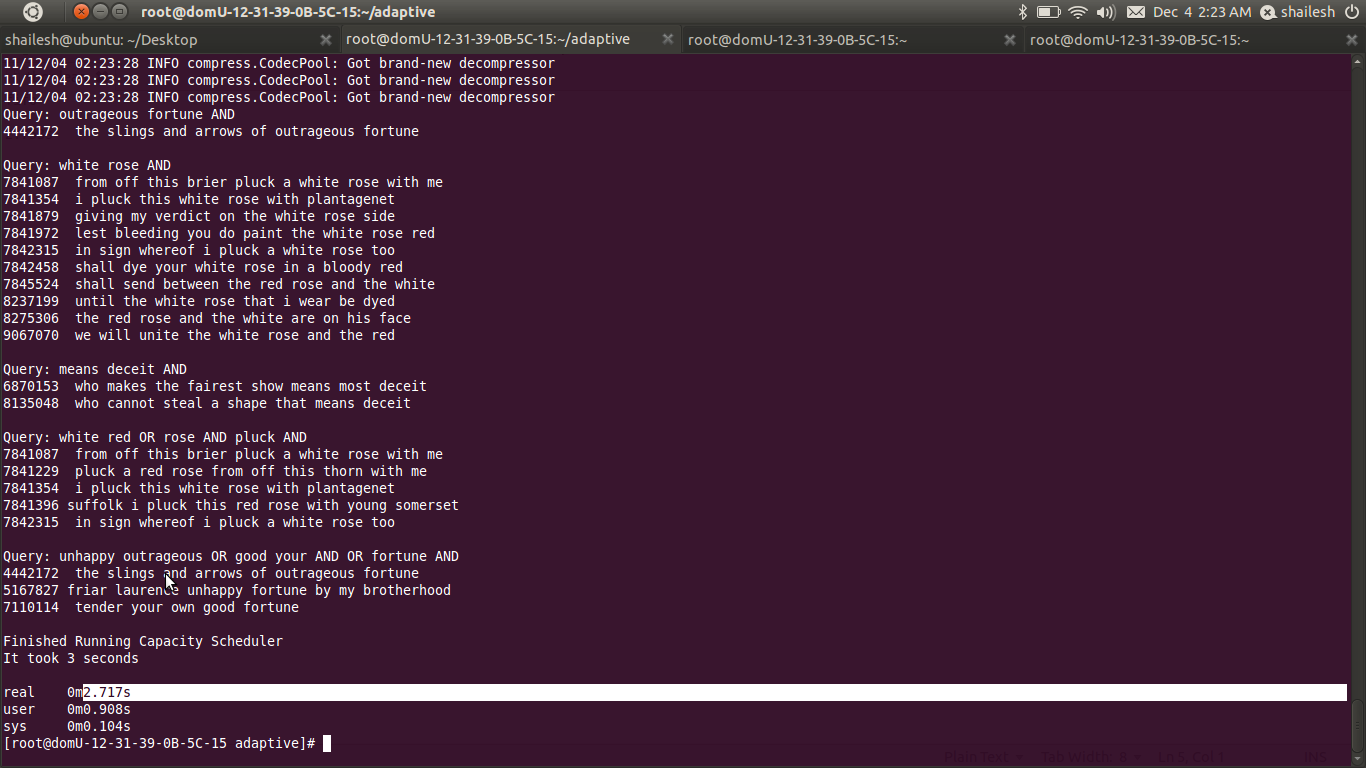 root@domU-12-31-39-0B-5C-15:~/adaptive
Dec 4 2:23 AM shailesh
shailesh@ubuntu: ~/Desktop
root@domU-12-31-39-0B-5C-15:~/adaptive
root@domU-12-31-39-0B-5C-15:~
root@domU-12-31-39-0B-5C-15:~
11/12/04 02:23:28 INFO compress.CodecPool: Got brand-new decompressor
11/12/04 02:23:28 INFO compress.CodecPool: Got brand-new decompressor
11/12/04 02:23:28 INFO compress.CodecPool: Got brand-new decompressor
Query: outrageous fortune AND
4442172  the slings and arrows of outrageous fortune
Query: white rose AND
7841087  from off this brier pluck a white rose with me
7841354  i pluck this white rose with plantagenet
7841879  giving my verdict on the white rose side
7841972  lest bleeding you do paint the white rose red
7842315  in sign whereof i pluck a white rose too
7842458  shall dye your white rose in a bloody red
7845524  shall send between the red rose and the white
8237199  until the white rose that i wear be dyed
8275306  the red rose and the white are on his face
9067070  we will unite the white rose and the red
Query: means deceit AND
6870153  who makes the fairest show means most deceit
8135048  who cannot steal a shape that means deceit
Query: white red OR rose AND pluck AND
7841087  from off this brier pluck a white rose with me
7841229  pluck a red rose from off this thorn with me
7841354  i pluck this white rose with plantagenet
7841396 suffolk i pluck this red rose with young somerset
7842315  in sign whereof i pluck a white rose too
Query: unhappy outrageous OR good your AND OR fortune AND
4442172  the slings and arrows of outrageous fortune
5167827 friar laurence unhappy fortune by my brotherhood
7110114  tender your own good fortune
Finished Running Capacity Scheduler
It took 3 seconds
real    0m2.717s
user    0m0.908s
sys     0m0.104s
[root@domU-12-31-39-0B-5C-15 adaptive]#
Plain Text  Tab Width: 8  Ln 5, Col 1  INS